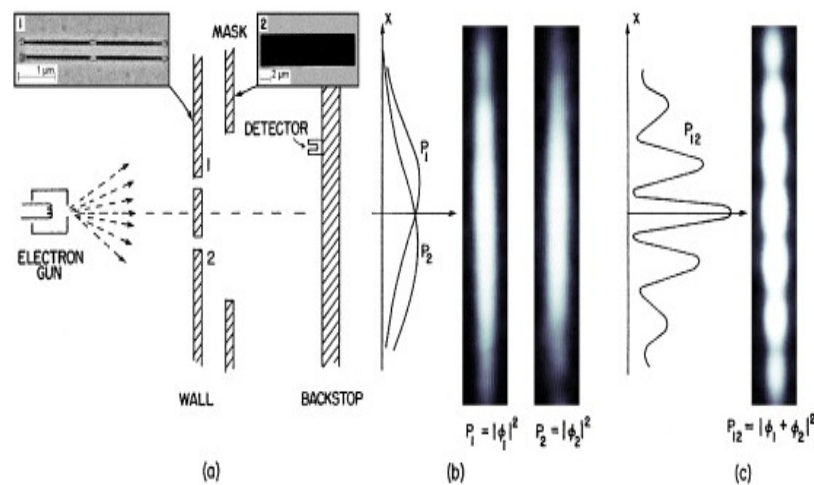 1
1 μm
MASK
2
2 μm
DETECTOR
1
ELECTRON
GUN
2
WALL
BACKSTOP
(a)
X
P₁
P₂
P₁ = |ϕ₁|²
P₂ = |ϕ₂|²
(b)
X
P₁₂
P₁₂ = |ϕ₁ + ϕ₂|²
(c)